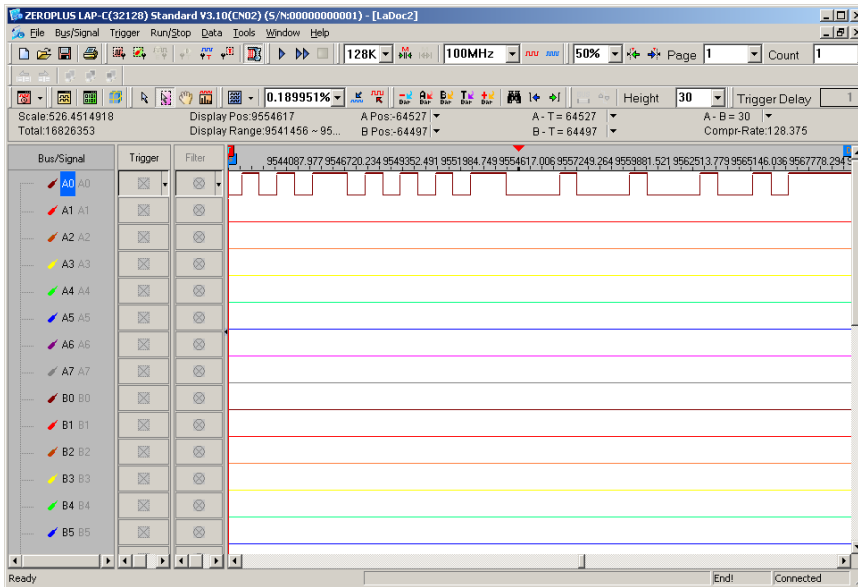 ZEROPLUS LAP-C(32128) Standard V3.10(CN02) (S/N:00000000001) - [LaDoc2]
File Bus/Signal Trigger Run/Stop Data Tools Window Help
128K 100MHz 50% Page 1 Count 1
0.189951% Height 30 Trigger Delay 1
Scale:526.4514918 Display Pos:9554617 A Pos:-64527 A - T = 64527 A - B = 30
Total:16826353 Display Range:9541456 ~ 95... B Pos:-64497 B - T = 64497 Compr-Rate:128.375
Bus/Signal Trigger Filter 9544087.977 9546720.234 9549352.491 9551984.749 9554617.006 9557249.264 9559881.521 9562513.779 9565146.036 9567778.294
A0 A0
A1 A1
A2 A2
A3 A3
A4 A4
A5 A5
A6 A6
A7 A7
B0 B0
B1 B1
B2 B2
B3 B3
B4 B4
B5 B5
Ready End! Connected